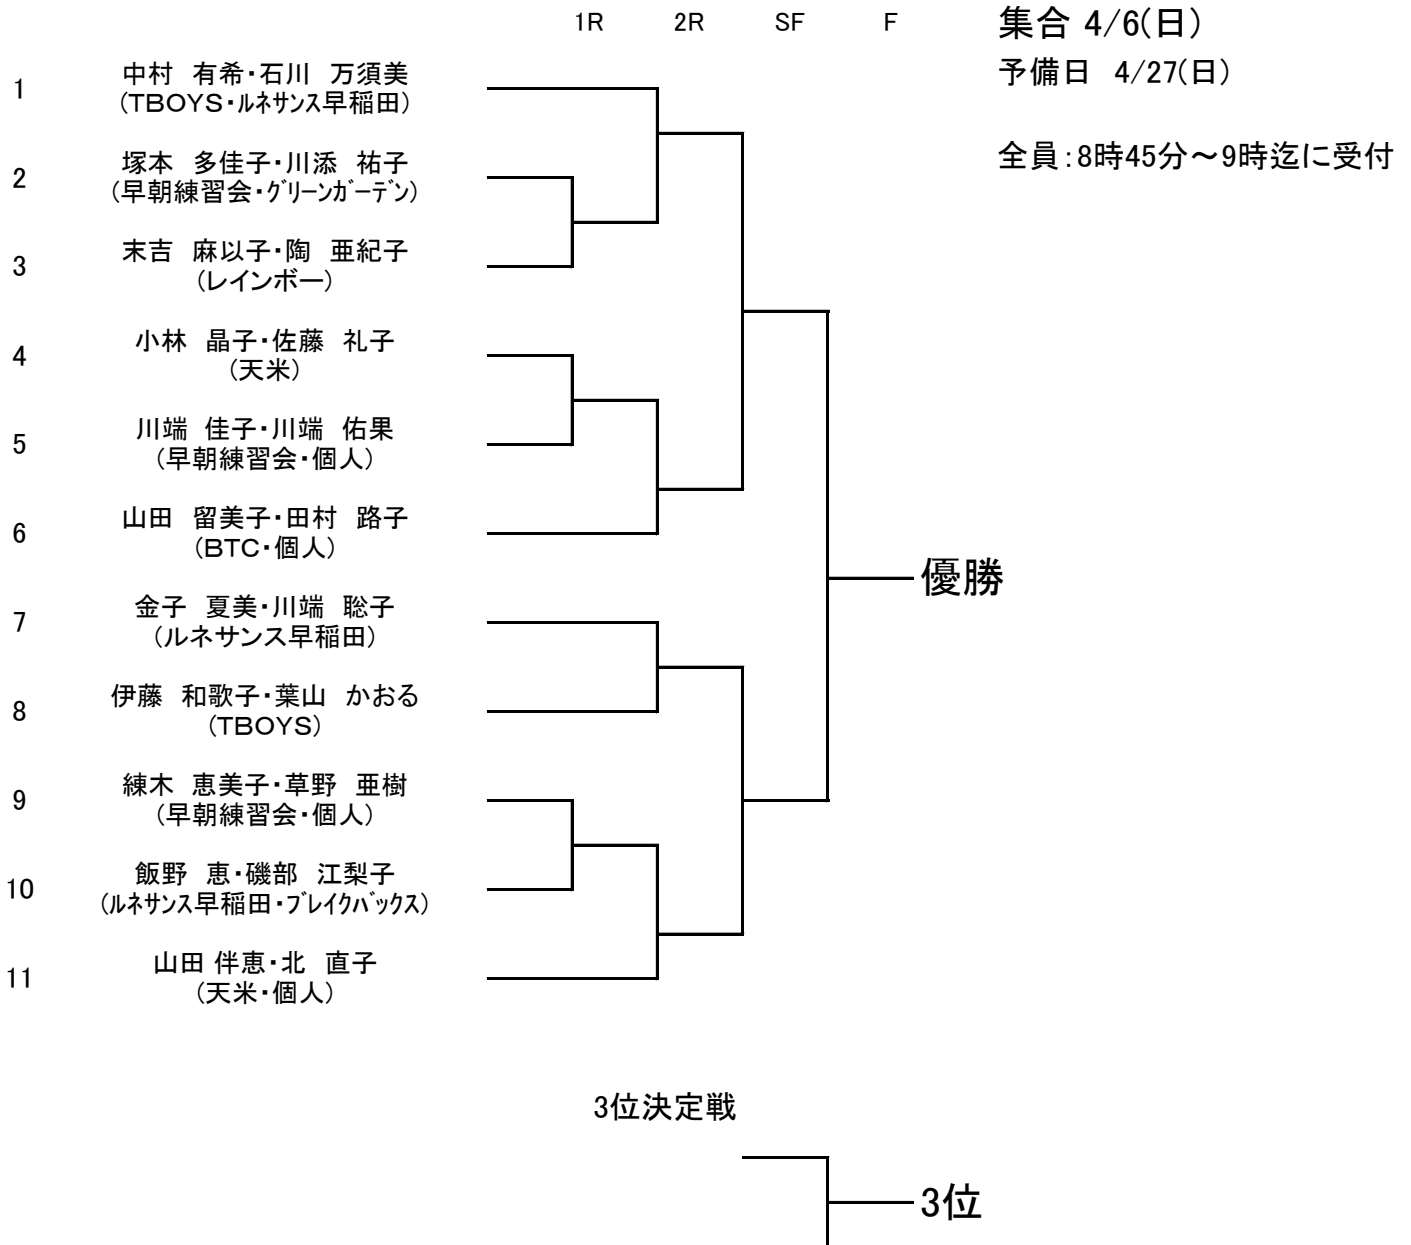 1R 2R SF F
集合 4/6(日)
予備日 4/27(日)
全員:8時45分~9時迄に受付
1 中村 有希・石川 万須美
(TBOYS・ルネサンス早稲田)
2 塚本 多佳子・川添 祐子
(早朝練習会・グリーンガーデン)
3 末吉 麻以子・陶 亜紀子
(レインボー)
4 小林 晶子・佐藤 礼子
(天米)
5 川端 佳子・川端 佑果
(早朝練習会・個人)
6 山田 留美子・田村 路子
(BTC・個人)
優勝
7 金子 夏美・川端 聡子
(ルネサンス早稲田)
8 伊藤 和歌子・葉山 かおる
(TBOYS)
9 練木 恵美子・草野 亜樹
(早朝練習会・個人)
10 飯野 恵・磯部 江梨子
(ルネサンス早稲田・ブレイクバックス)
11 山田 伴恵・北 直子
(天米・個人)
3位決定戦
3位